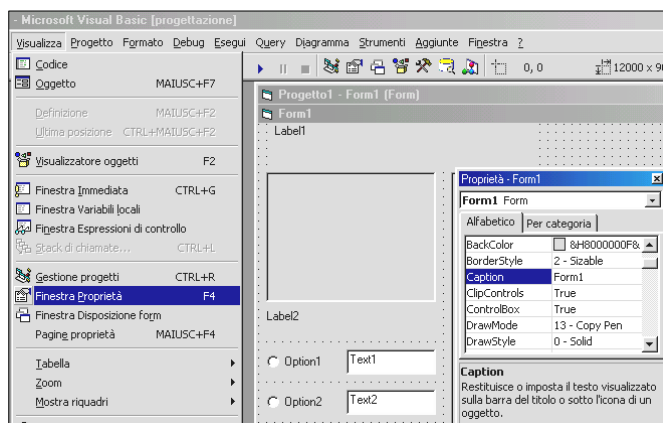 - Microsoft Visual Basic [progettazione]
Visualizza Progetto Formato Debug Esegui Query Diagramma Strumenti Aggiunte Finestra ?
Codice
Oggetto MAIUSC+F7
Definizione MAIUSC+F2
Ultima posizione CTRL+MAIUSC+F2
Visualizzatore oggetti F2
Finestra Immediata CTRL+G
Finestra Variabili locali
Finestra Espressioni di controllo
Stack di chiamate... CTRL+L
Gestione progetti CTRL+R
Finestra Proprietà F4
Finestra Disposizione form
Pagine proprietà MAIUSC+F4
Tabella
Zoom
Mostra riquadri
0, 0 12000 x 90
Progetto1 - Form1 (Form)
Form1
Label1
Label2
Option1 Text1
Option2 Text2
Proprietà - Form1
Form1 Form
Alfabetico Per categoria
BackColor &H8000000F&
BorderStyle 2 - Sizable
Caption Form1
ClipControls True
ControlBox True
DrawMode 13 - Copy Pen
DrawStyle 0 - Solid
Caption
Restituisce o imposta il testo visualizzato
sulla barra del titolo o sotto l'icona di un
oggetto.